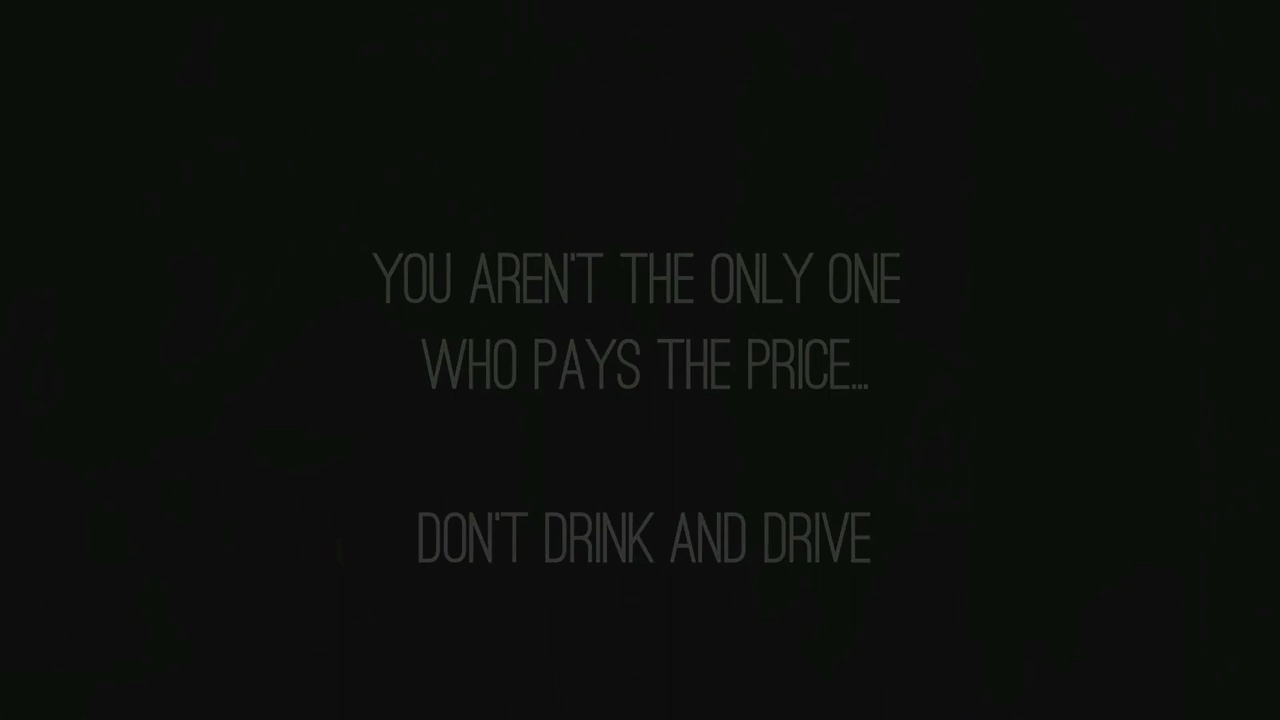 YOU AREN'T THE ONLY ONE
WHO PAYS THE PRICE...
DON'T DRINK AND DRIVE